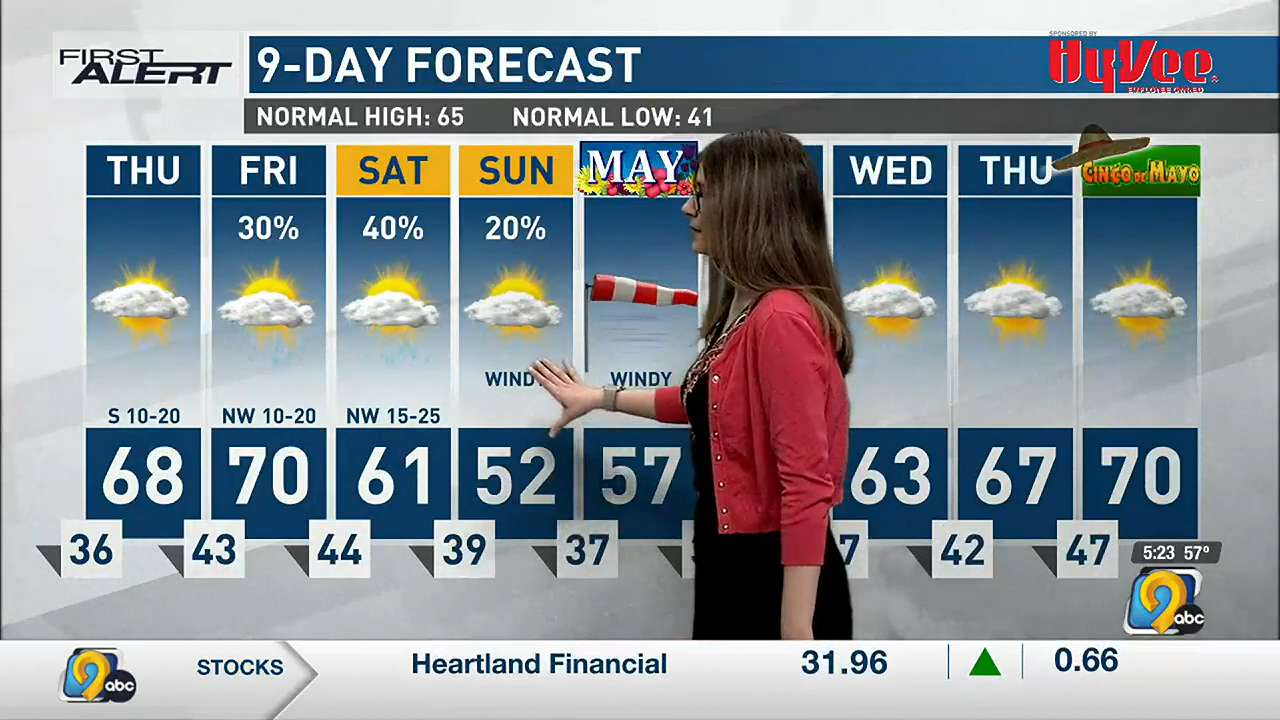 FIRST ALERT
9-DAY FORECAST
SPONSORED BY
HyVee
EMPLOYEE OWNED
NORMAL HIGH: 65 NORMAL LOW: 41
THU FRI SAT SUN MAY WED THU CINCO DE MAYO
30% 40% 20%
WINDY WINDY
S 10-20 NW 10-20 NW 15-25
68 70 61 52 57 63 67 70
36 43 44 39 37 7 42 47
5:23 57°
9 abc
9 abc STOCKS Heartland Financial 31.96 0.66